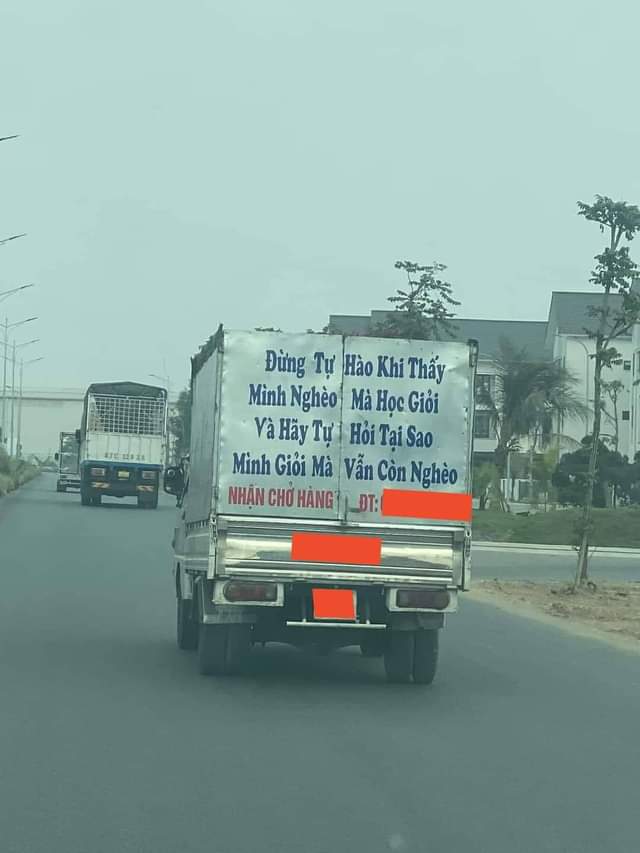 Đừng Tự Hào Khi Thấy
Mình Nghèo Mà Học Giỏi
Và Hãy Tự Hỏi Tại Sao
Mình Giỏi Mà Vẫn Còn Nghèo
NHẬN CHỞ HÀNG ĐT: